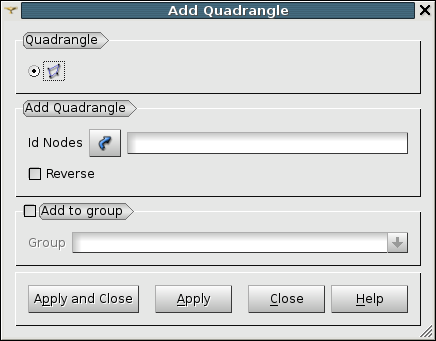 Add Quadrangle
Quadrangle
Add Quadrangle
Id Nodes
Reverse
Add to group
Group
Apply and Close Apply Close Help